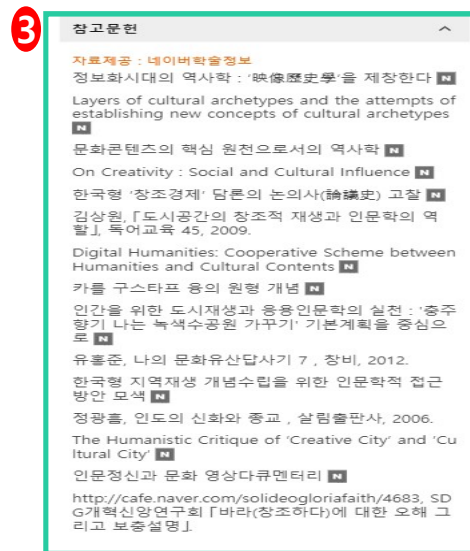 3
참고문헌
자료제공 : 네이버학술정보
정보화시대의 역사학 : '映像歷史學'을 제창한다 N
Layers of cultural archetypes and the attempts of
establishing new concepts of cultural archetypes
N
문화콘텐츠의 핵심 원천으로서의 역사학 N
On Creativity : Social and Cultural Influence N
한국형 '창조경제' 담론의 논의사(論議史) 고찰 N
김상원, 「도시공간의 창조적 재생과 인문학의 역
할」, 독어교육 45, 2009.
Digital Humanities: Cooperative Scheme between
Humanities and Cultural Contents N
카를 구스타프 융의 원형 개념 N
인간을 위한 도시재생과 응용인문학의 실천 : '충주
향기 나는 녹색수공원 가꾸기' 기본계획을 중심으
로 N
유홍준, 나의 문화유산답사기 7 , 창비, 2012.
한국형 지역재생 개념수립을 위한 인문학적 접근
방안 모색 N
정광흠, 인도의 신화와 종교 , 살림출판사, 2006.
The Humanistic Critique of 'Creative City' and 'Cu
ltural City' N
인문정신과 문화 영상다큐멘터리 N
http://cafe.naver.com/solideogloriafaith/4683, SD
G개혁신앙연구회 「바라(창조하다)에 대한 오해 그
리고 보충설명」.